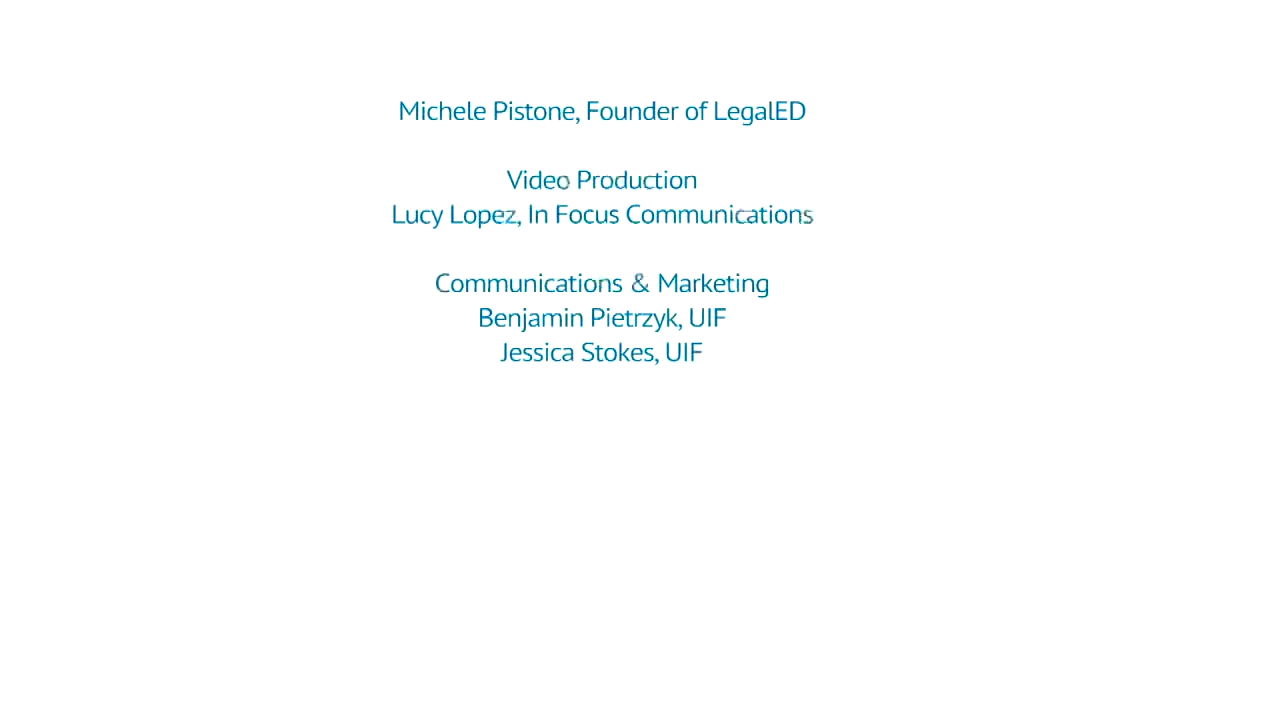 Michele Pistone, Founder of LegalED
Video Production
Lucy Lopez, In Focus Communications
Communications & Marketing
Benjamin Pietrzyk, UIF
Jessica Stokes, UIF